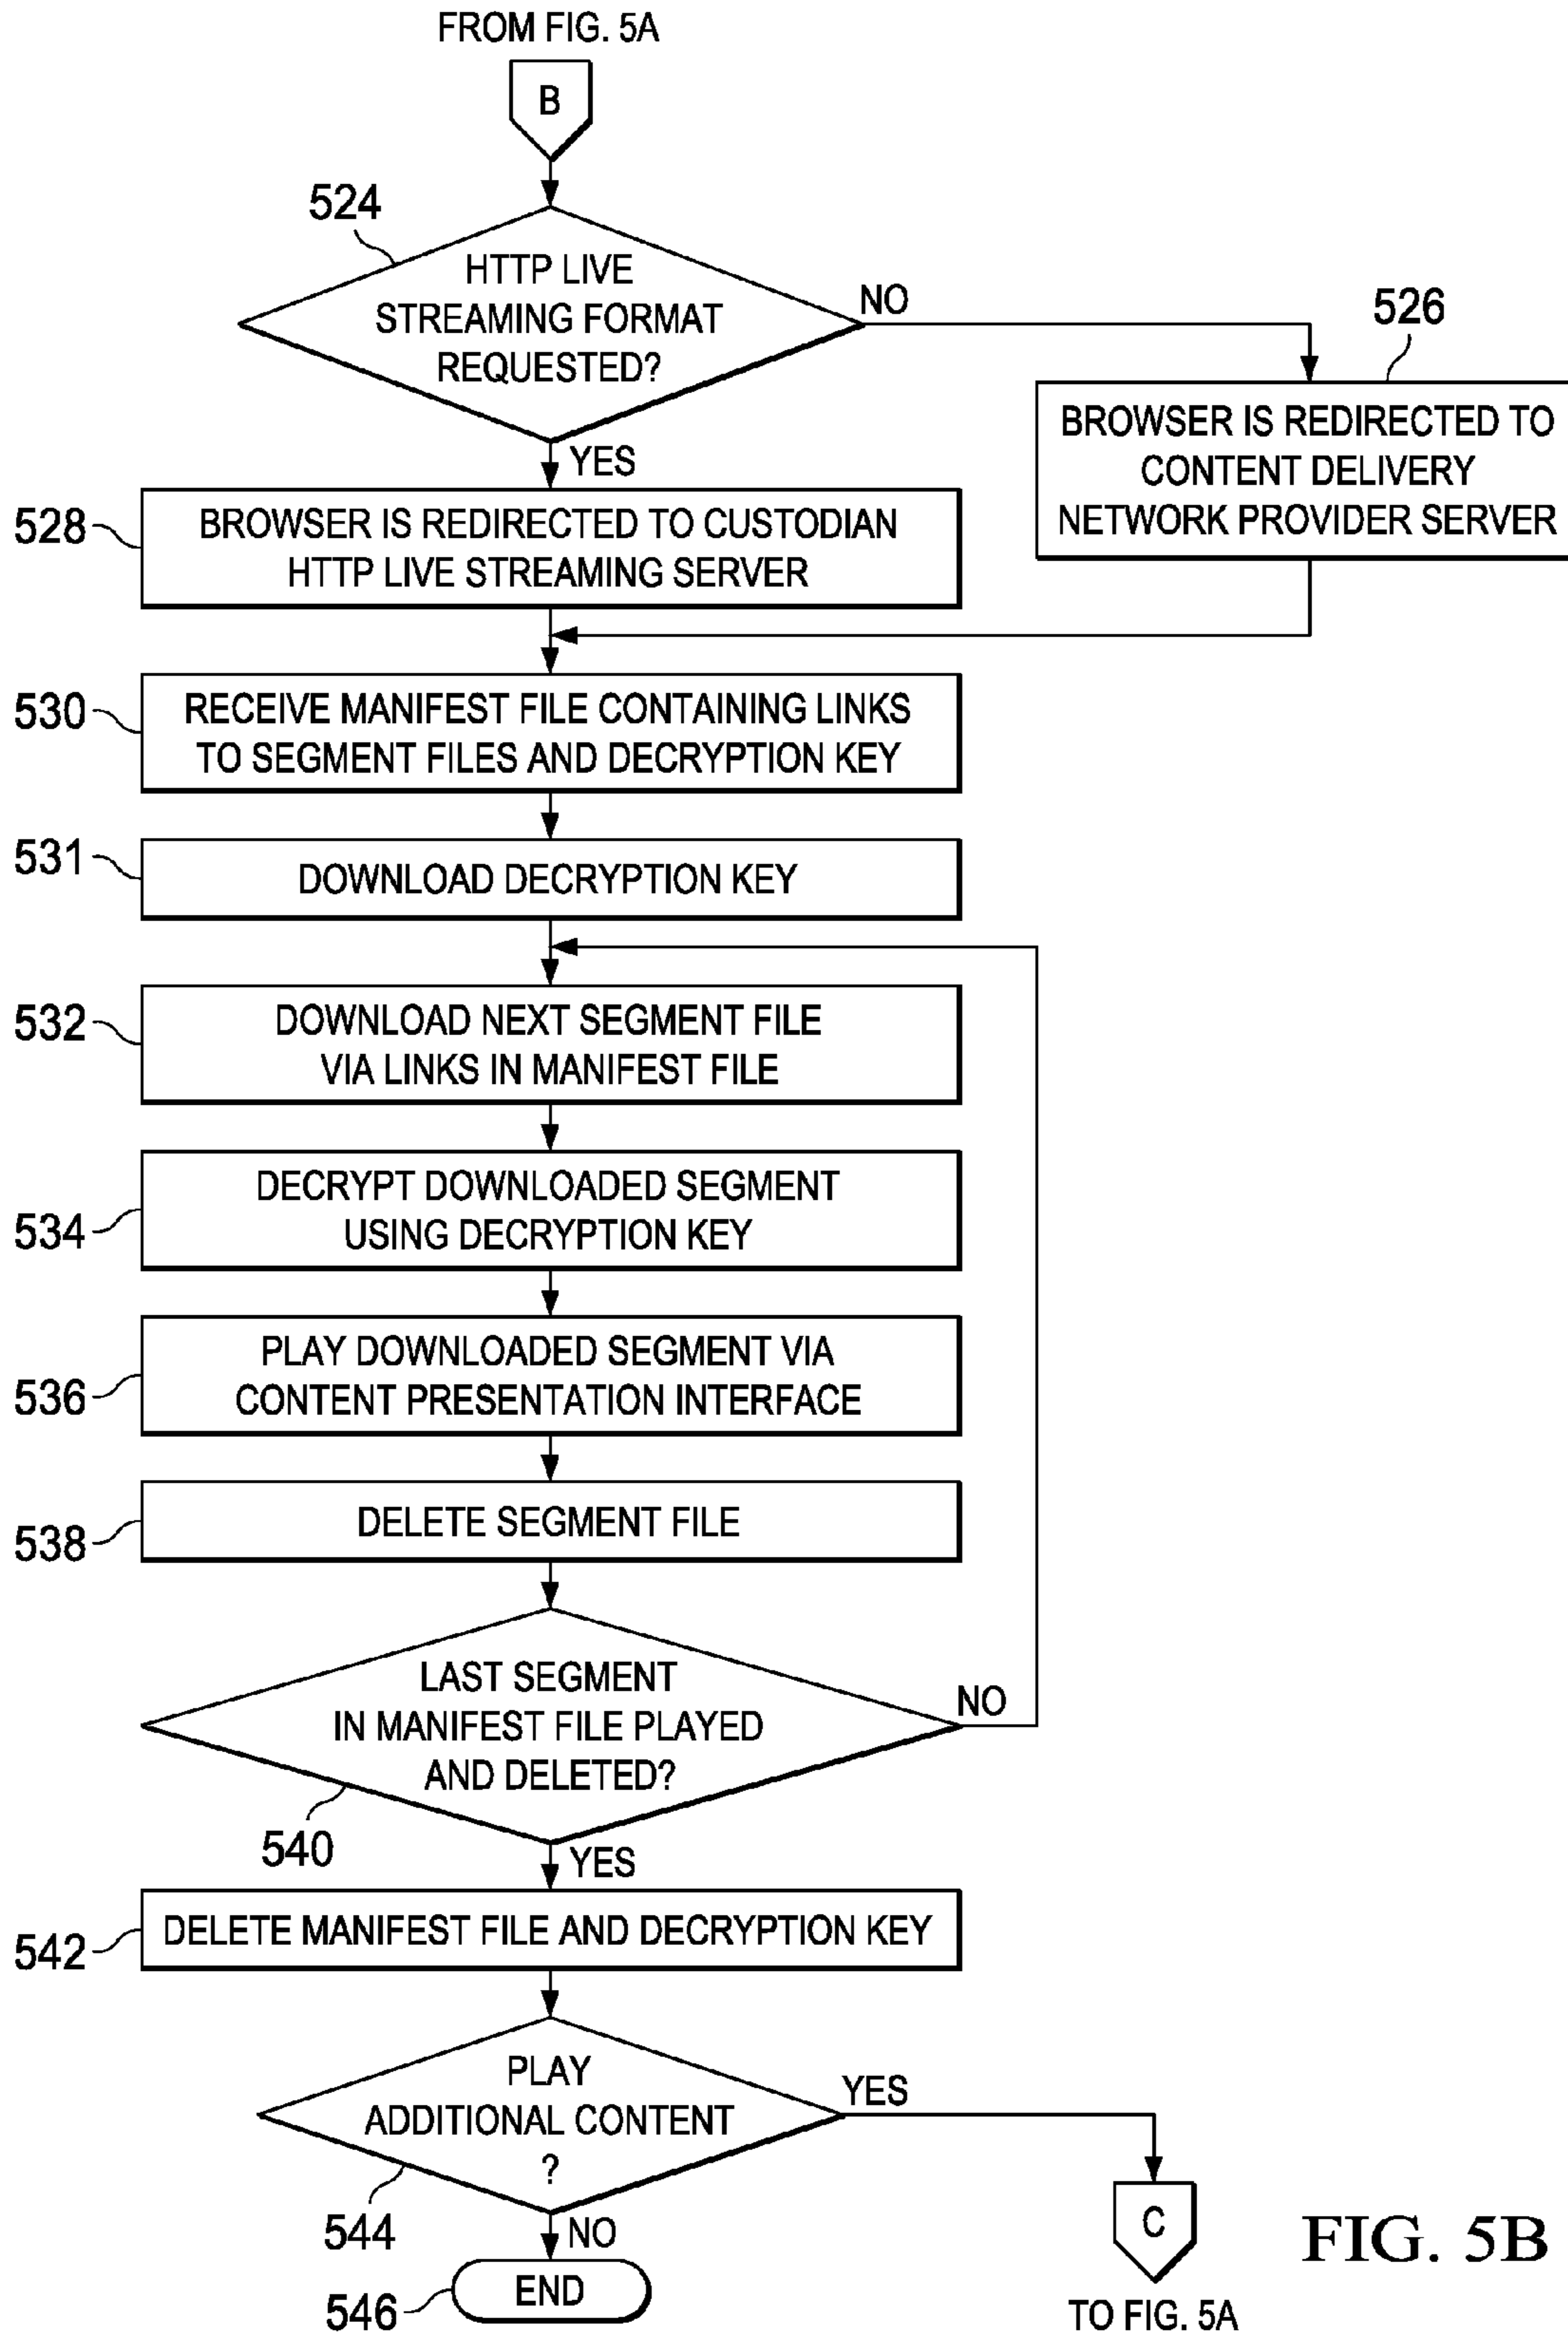 FROM FIG. 5A
B
524
HTTP LIVE
STREAMING FORMAT
REQUESTED?
NO
526
BROWSER IS REDIRECTED TO
CONTENT DELIVERY
NETWORK PROVIDER SERVER
YES
528
BROWSER IS REDIRECTED TO CUSTODIAN
HTTP LIVE STREAMING SERVER
530
RECEIVE MANIFEST FILE CONTAINING LINKS
TO SEGMENT FILES AND DECRYPTION KEY
531
DOWNLOAD DECRYPTION KEY
532
DOWNLOAD NEXT SEGMENT FILE
VIA LINKS IN MANIFEST FILE
534
DECRYPT DOWNLOADED SEGMENT
USING DECRYPTION KEY
536
PLAY DOWNLOADED SEGMENT VIA
CONTENT PRESENTATION INTERFACE
538
DELETE SEGMENT FILE
LAST SEGMENT
IN MANIFEST FILE PLAYED
AND DELETED?
NO
540
YES
542
DELETE MANIFEST FILE AND DECRYPTION KEY
PLAY
ADDITIONAL CONTENT
?
YES
544
NO
C
FIG. 5B
546
END
TO FIG. 5A